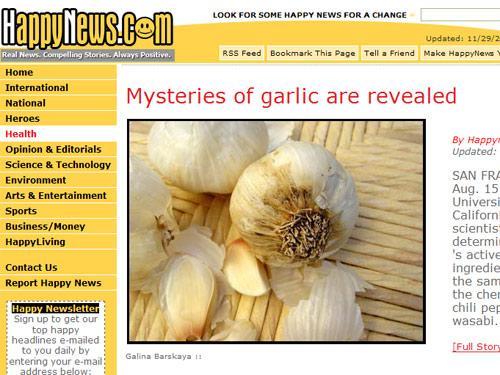 HappyNews.com
Real News. Compelling Stories. Always Positive.
LOOK FOR SOME HAPPY NEWS FOR A CHANGE
Updated: 11/29/2
RSS Feed
Bookmark This Page
Tell a Friend
Make HappyNews Y
Home
International
National
Heroes
Health
Opinion & Editorials
Science & Technology
Environment
Arts & Entertainment
Sports
Business/Money
HappyLiving
Contact Us
Report Happy News
Happy Newsletter
Sign up to get our
top happy
headlines e-mailed
to you daily by
entering your e-mail
address below:
Mysteries of garlic are revealed
Galina Barskaya ::
By Happy
Updated:
SAN FRA
Aug. 15
Universi
Californ
scientist
determi
's active
ingredie
the sam
the cher
chili pep
wasabi.
[Full Story